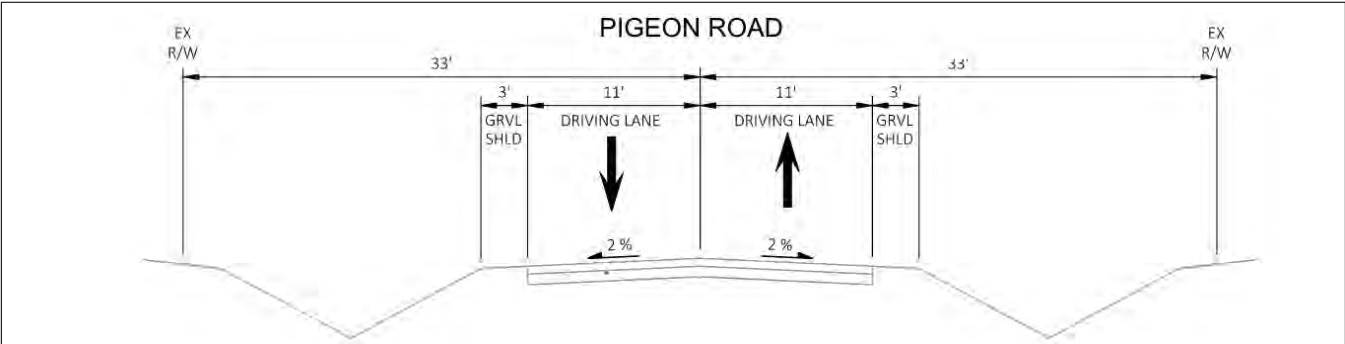 PIGEON ROAD
EX
R/W
EX
R/W
33'
33'
3'
11'
11'
3'
GRVL
SHLD
DRIVING LANE
DRIVING LANE
GRVL
SHLD
2 %
2 %